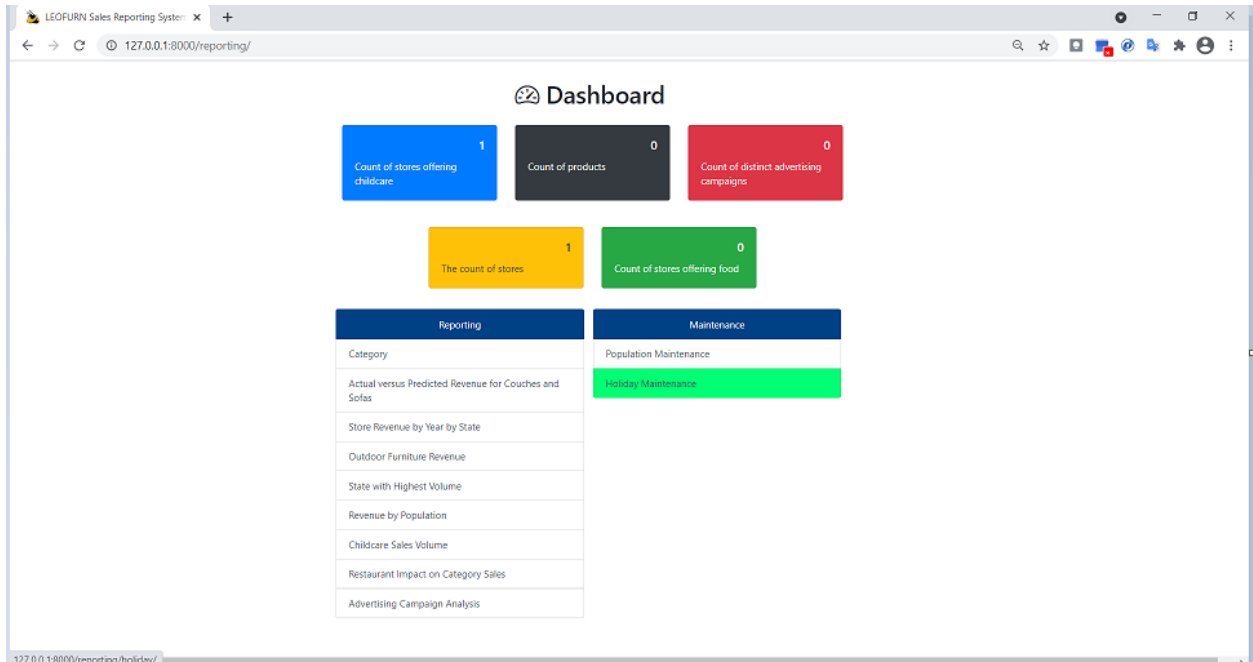 LEOFURN Sales Reporting System
127.0.0.1:8000/reporting/
Dashboard
1
Count of stores offering
childcare
0
Count of products
0
Count of distinct advertising
campaigns
1
The count of stores
0
Count of stores offering food
Reporting
Category
Actual versus Predicted Revenue for Couches and
Sofas
Store Revenue by Year by State
Outdoor Furniture Revenue
State with Highest Volume
Revenue by Population
Childcare Sales Volume
Restaurant Impact on Category Sales
Advertising Campaign Analysis
Maintenance
Population Maintenance
Holiday Maintenance
127.0.0.1:8000/reporting/holiday/